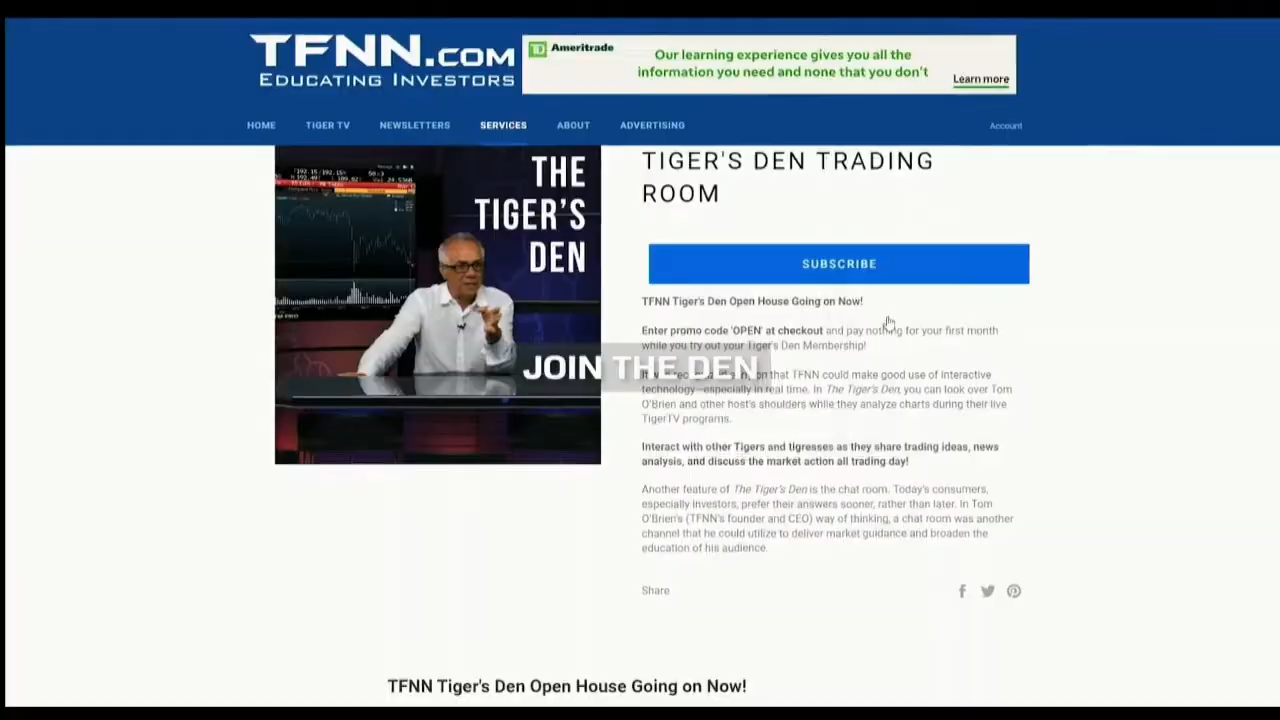 TFNN.COM
EDUCATING INVESTORS
TD Ameritrade
Our learning experience gives you all the
information you need and none that you don't
Learn more
HOME TIGER TV NEWSLETTERS SERVICES ABOUT ADVERTISING Account
THE
TIGER'S
DEN
TIGER'S DEN TRADING
ROOM
SUBSCRIBE
TFNN Tiger's Den Open House Going on Now!
Enter promo code 'OPEN' at checkout and pay nothing for your first month
while you try out your Tiger's Den Membership!
JOIN THE DEN
that TFNN could make good use of interactive
technology—especially in real time. In The Tiger's Den, you can look over Tom
O'Brien and other host's shoulders while they analyze charts during their live
TigerTV programs.
Interact with other Tigers and tigresses as they share trading ideas, news
analysis, and discuss the market action all trading day!
Another feature of The Tiger's Den is the chat room. Today's consumers,
especially investors, prefer their answers sooner, rather than later. In Tom
O'Brien's (TFNN's founder and CEO) way of thinking, a chat room was another
channel that he could utilize to deliver market guidance and broaden the
education of his audience.
Share
TFNN Tiger's Den Open House Going on Now!